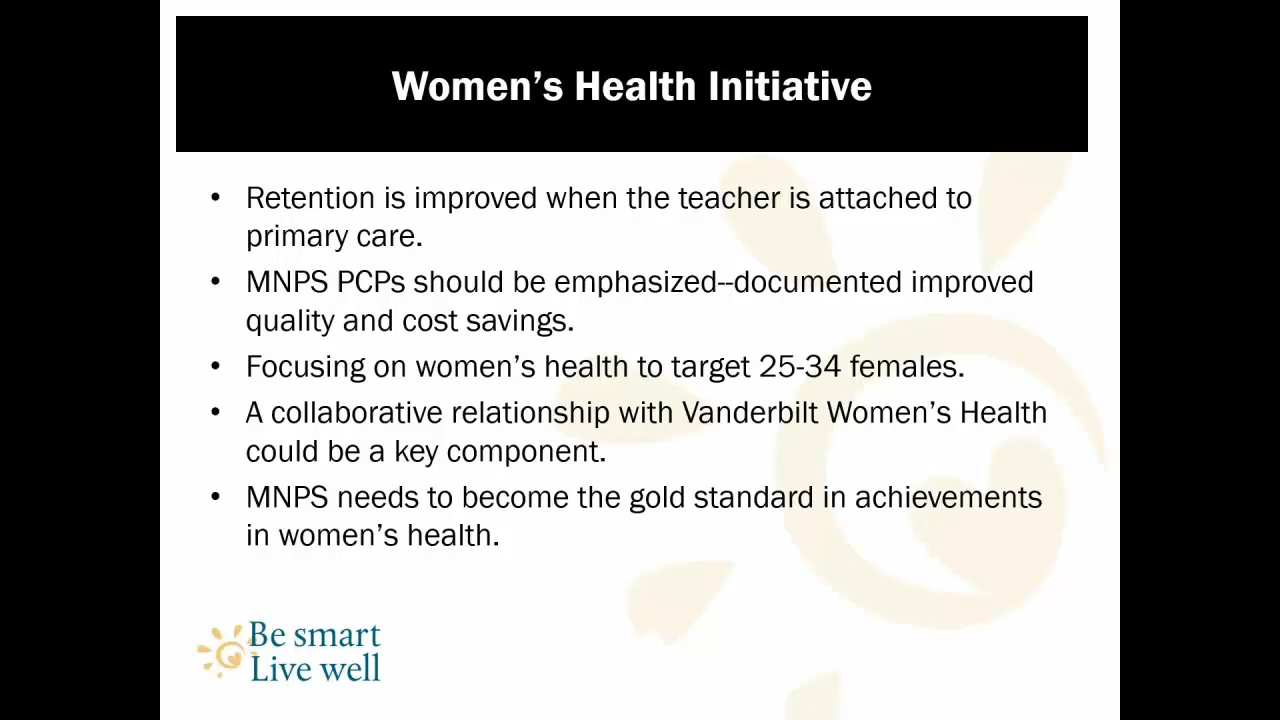 Women’s Health Initiative
• Retention is improved when the teacher is attached to
primary care.
• MNPS PCPs should be emphasized--documented improved
quality and cost savings.
• Focusing on women’s health to target 25-34 females.
• A collaborative relationship with Vanderbilt Women’s Health
could be a key component.
• MNPS needs to become the gold standard in achievements
in women’s health.
Be smart
Live well